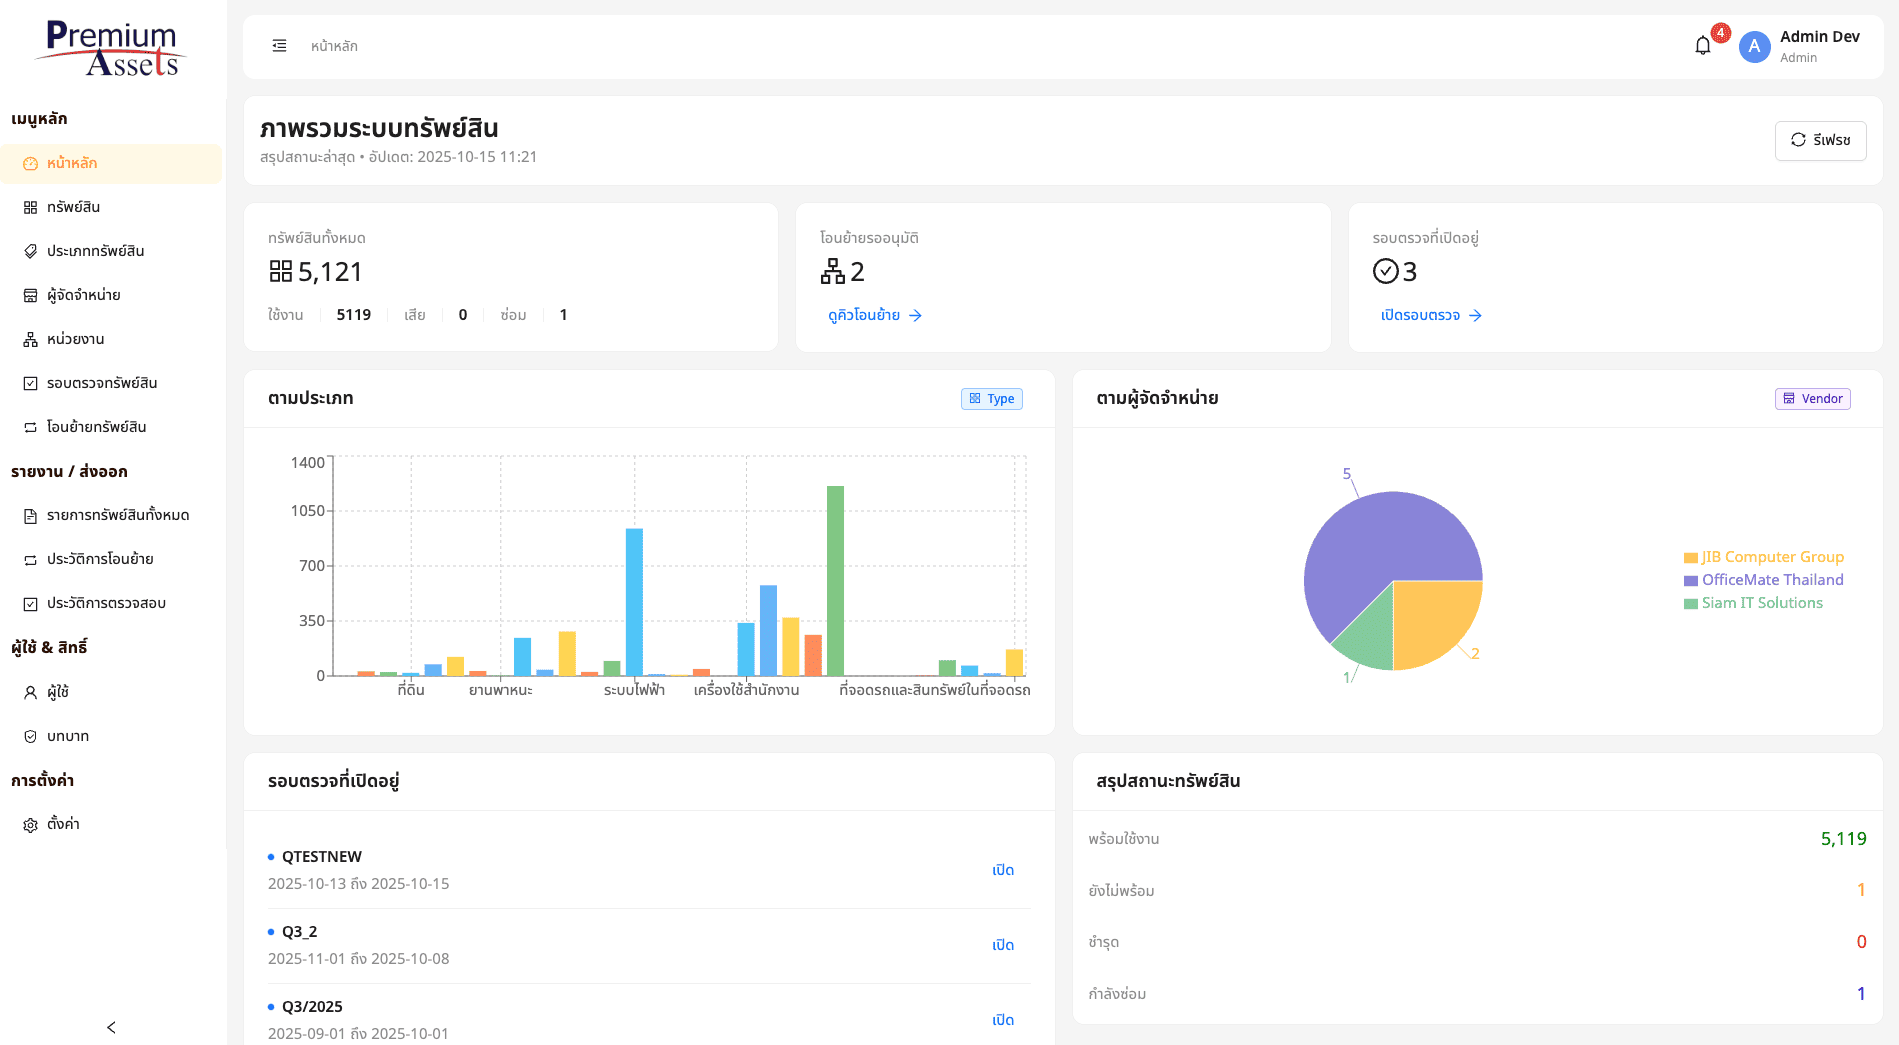 Premium
Assets
เมนูหลัก
หน้าหลัก
ทรัพย์สิน
ประเภททรัพย์สิน
ผู้จัดจำหน่าย
หน่วยงาน
รอบตรวจทรัพย์สิน
โอนย้ายทรัพย์สิน
รายงาน / ส่งออก
รายการทรัพย์สินทั้งหมด
ประวัติการโอนย้าย
ประวัติการตรวจสอบ
ผู้ใช้ & สิทธิ์
ผู้ใช้
บทบาท
การตั้งค่า
ตั้งค่า
หน้าหลัก
4
A
Admin Dev
Admin
ภาพรวมระบบทรัพย์สิน
สรุปสถานะล่าสุด • อัปเดต: 2025-10-15 11:21
รีเฟรช
ทรัพย์สินทั้งหมด
5,121
ใช้งาน 5119 เสีย 0 ซ่อม 1
โอนย้ายรออนุมัติ
2
ดูคิวโอนย้าย
รอบตรวจที่เปิดอยู่
3
เปิดรอบตรวจ
ตามประเภท
Type
1400
1050
700
350
0
ที่ดิน ยานพาหนะ ระบบไฟฟ้า เครื่องใช้สำนักงาน ที่จอดรถและสินทรัพย์ในที่จอดรถ
ตามผู้จัดจำหน่าย
Vendor
5
2
1
JIB Computer Group
OfficeMate Thailand
Siam IT Solutions
รอบตรวจที่เปิดอยู่
QTESTNEW
2025-10-13 ถึง 2025-10-15
เปิด
Q3_2
2025-11-01 ถึง 2025-10-08
เปิด
Q3/2025
2025-09-01 ถึง 2025-10-01
เปิด
สรุปสถานะทรัพย์สิน
พร้อมใช้งาน 5,119
ยังไม่พร้อม 1
ชำรุด 0
กำลังซ่อม 1